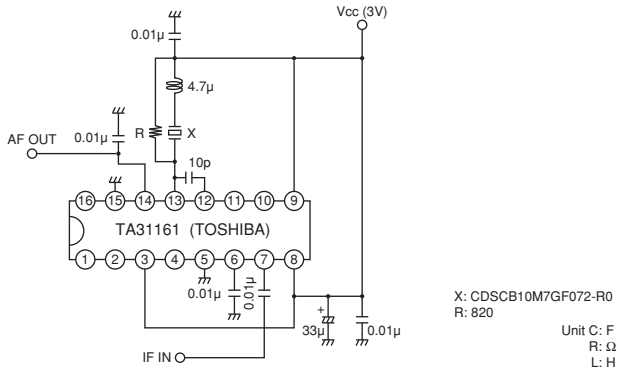 Vcc (3V)
0.01µ
4.7µ
AF OUT
0.01µ
R
X
10p
16
15
14
13
12
11
10
9
TA31161 (TOSHIBA)
1
2
3
4
5
6
7
8
0.01µ
0.01µ
+
33µ
0.01µ
IF IN
X: CDSCB10M7GF072-R0
R: 820
Unit C: F
R: Ω
L: H